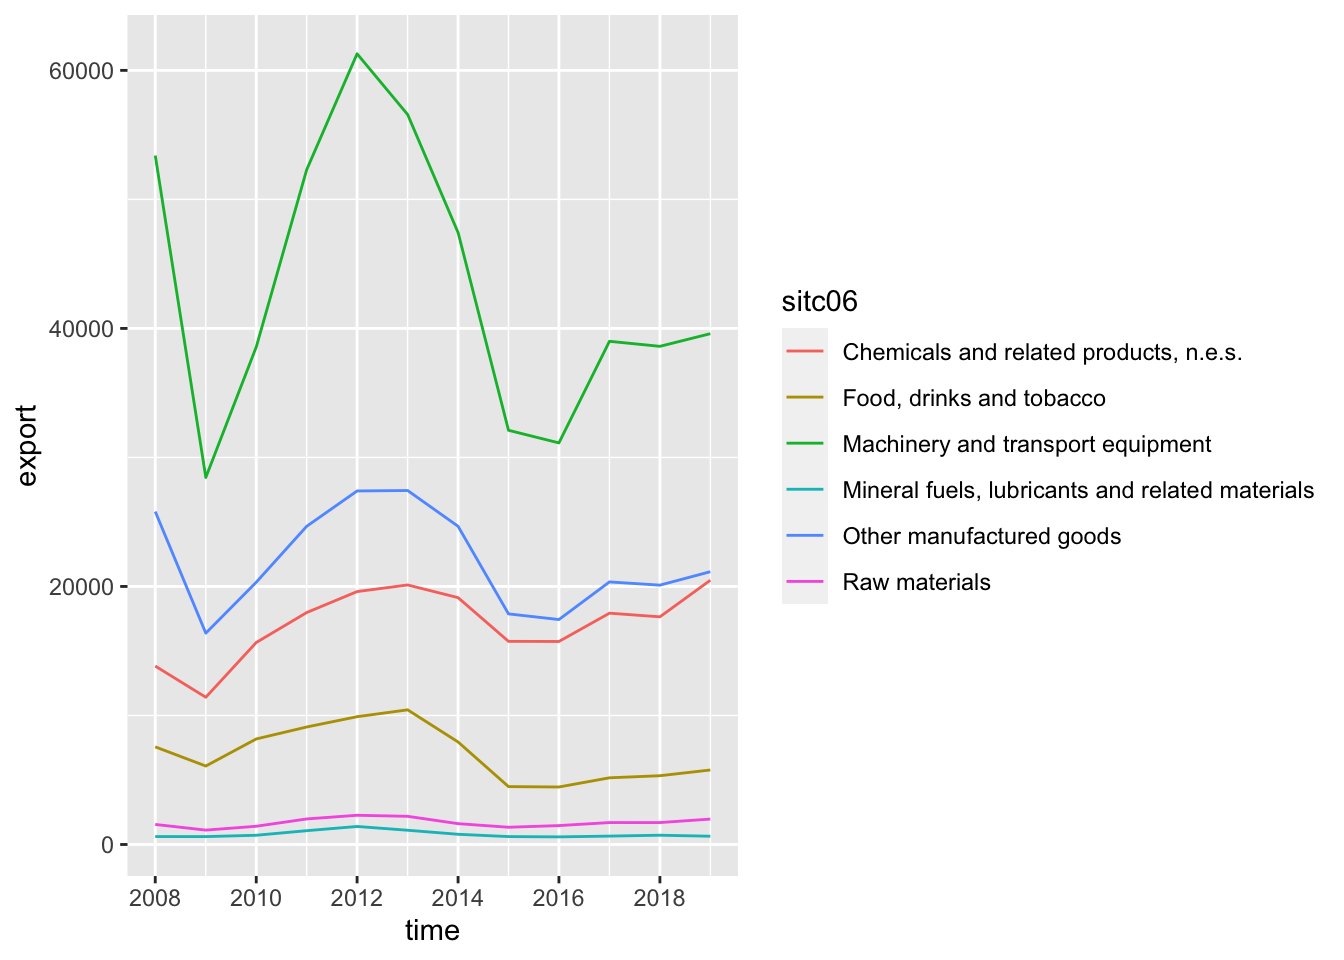 60000
40000
20000
0
export
2008 2010 2012 2014 2016 2018
time
sitc06
Chemicals and related products, n.e.s.
Food, drinks and tobacco
Machinery and transport equipment
Mineral fuels, lubricants and related materials
Other manufactured goods
Raw materials